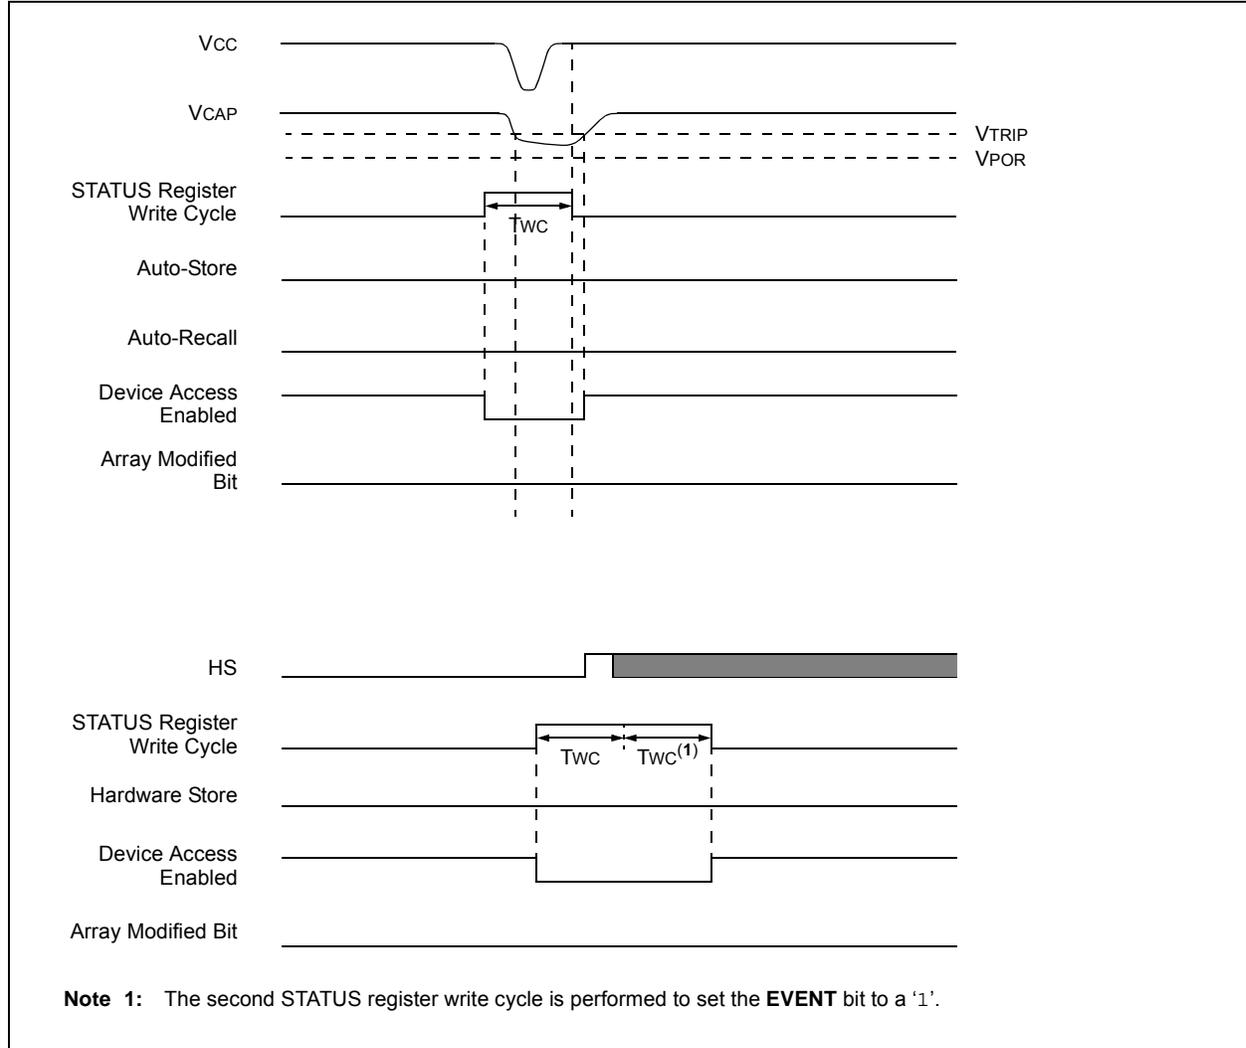 VCC
VCAP
VTRIP
VPOR
STATUS Register
Write Cycle
TWC
Auto-Store
Auto-Recall
Device Access
Enabled
Array Modified
Bit
HS
STATUS Register
Write Cycle
TWC TWC(1)
Hardware Store
Device Access
Enabled
Array Modified Bit
Note 1: The second STATUS register write cycle is performed to set the EVENT bit to a ‘1’.